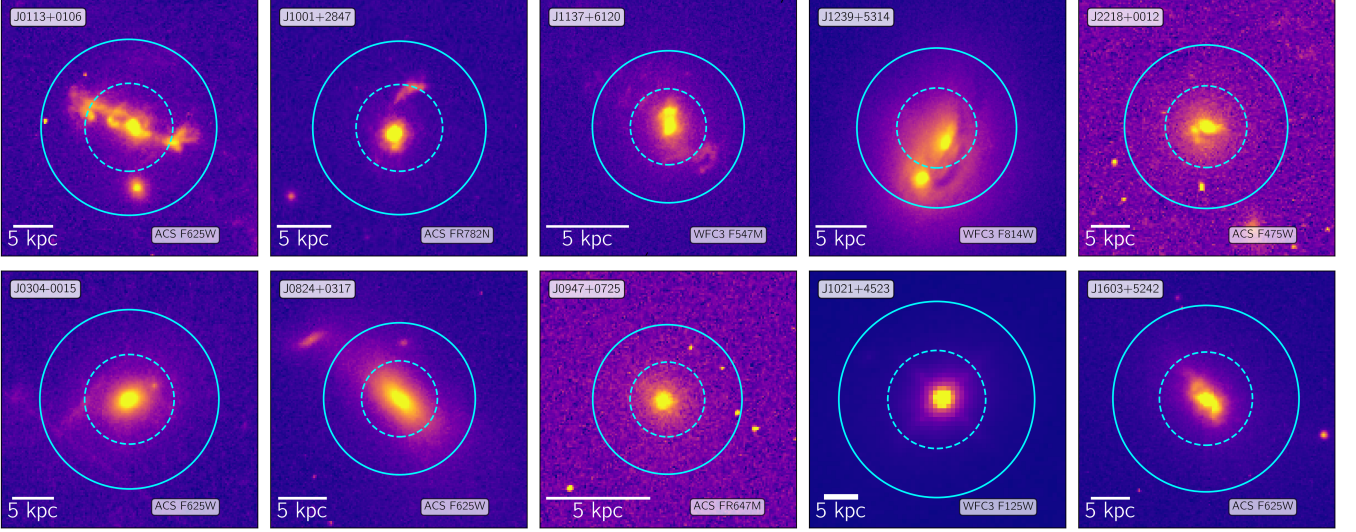 J0113+0106
5 kpc
ACS F625W
J1001+2847
5 kpc
ACS FR782N
J1137+6120
5 kpc
WFC3 F547M
J1239+5314
5 kpc
WFC3 F814W
J2218+0012
5 kpc
ACS F475W
J0304-0015
5 kpc
ACS F625W
J0824+0317
5 kpc
ACS F625W
J0947+0725
5 kpc
ACS FR647M
J1021+4523
5 kpc
WFC3 F125W
J1603+5242
5 kpc
ACS F625W